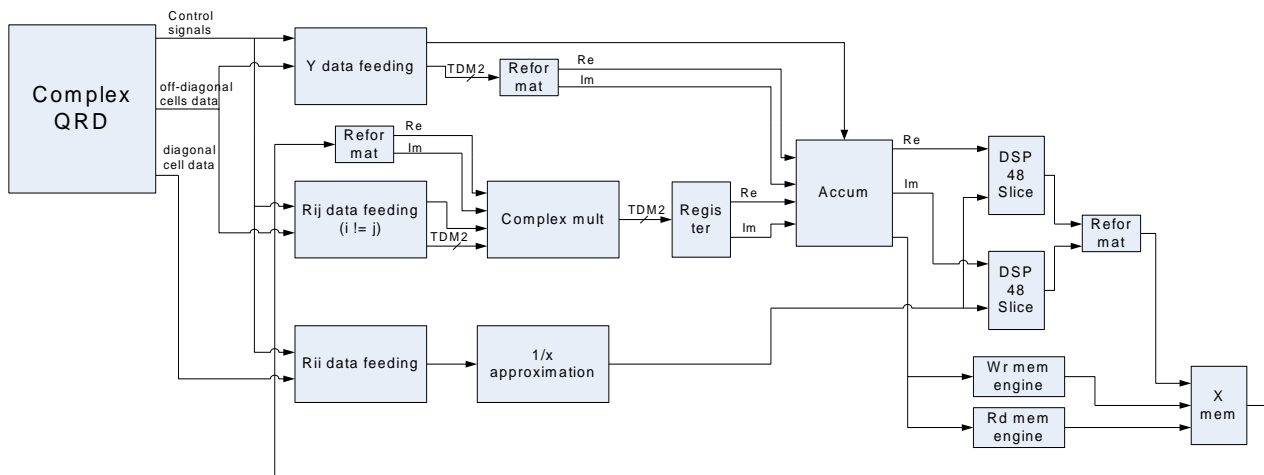 Complex
QRD
Control
signals
off-diagonal
cells data
diagonal
cell data
Y data feeding
TDM2
Refor
mat
Re
Im
Refor
mat
Re
Im
Rij data feeding
(i != j)
TDM2
Complex mult
TDM2
Regis
ter
Re
Im
Accum
Re
Im
DSP
48
Slice
DSP
48
Slice
Refor
mat
Rii data feeding
1/x
approximation
Wr mem
engine
Rd mem
engine
X
mem